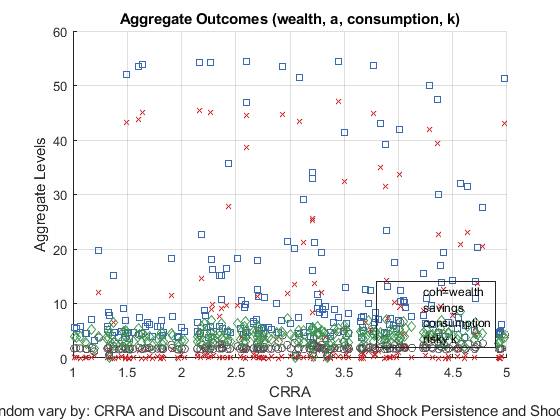 Aggregate Outcomes (wealth, a, consumption, k)
60
50
40
30
20
10
0
Aggregate Levels
coh=wealth
savings
consumption
risky k
1 1.5 2 2.5 3 3.5 4 4.5 5
CRRA
ndom vary by: CRRA and Discount and Save Interest and Shock Persistence and Sho